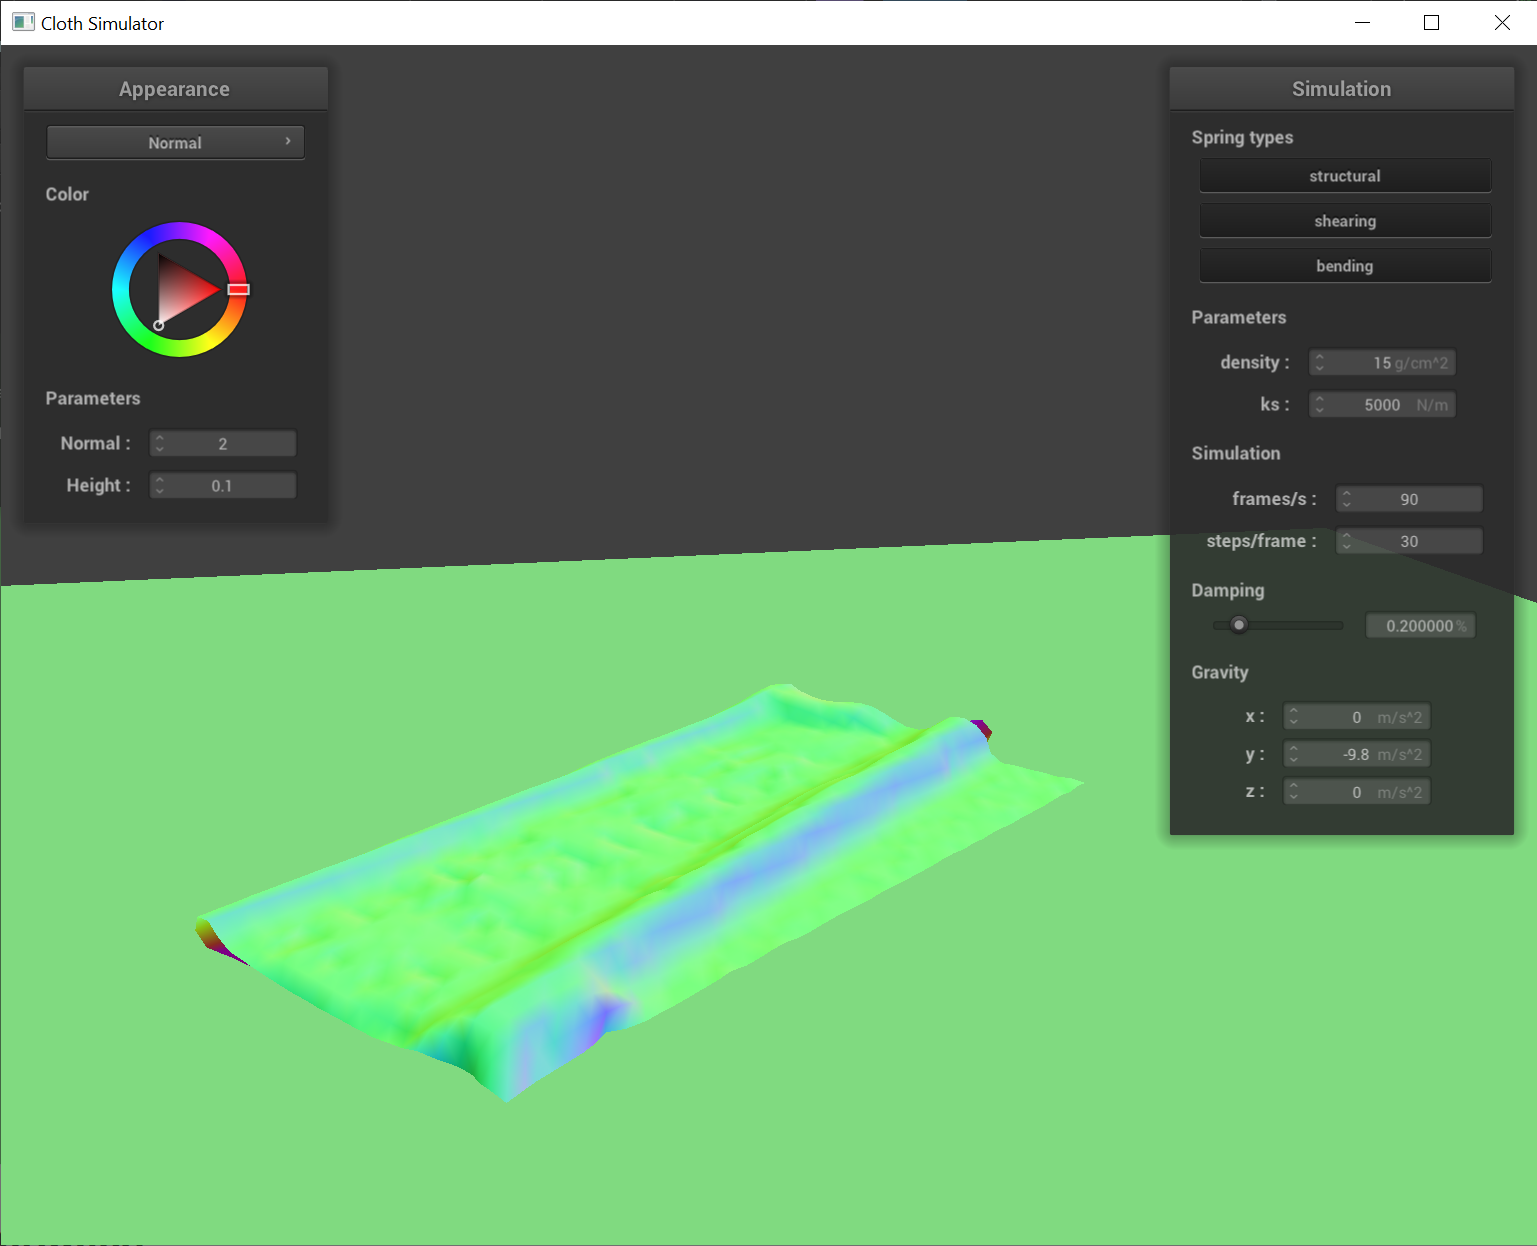 Cloth Simulator
Appearance
Normal
Color
Parameters
Normal : 2
Height : 0.1
Simulation
Spring types
structural
shearing
bending
Parameters
density : 15 g/cm^2
ks : 5000 N/m
Simulation
frames/s : 90
steps/frame : 30
Damping
0.200000 %
Gravity
x : 0 m/s^2
y : -9.8 m/s^2
z : 0 m/s^2